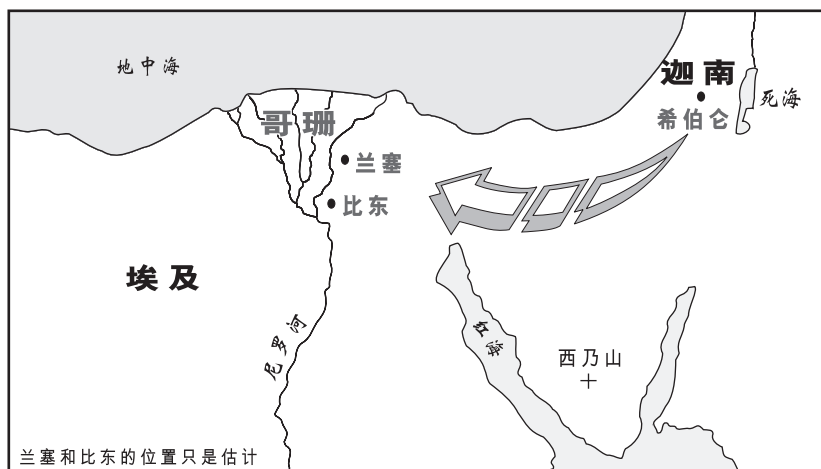 地中海
迦南
死海
希伯仑
哥珊
兰塞
比东
埃及
尼罗河
红海
西乃山
兰塞和比东的位置只是估计